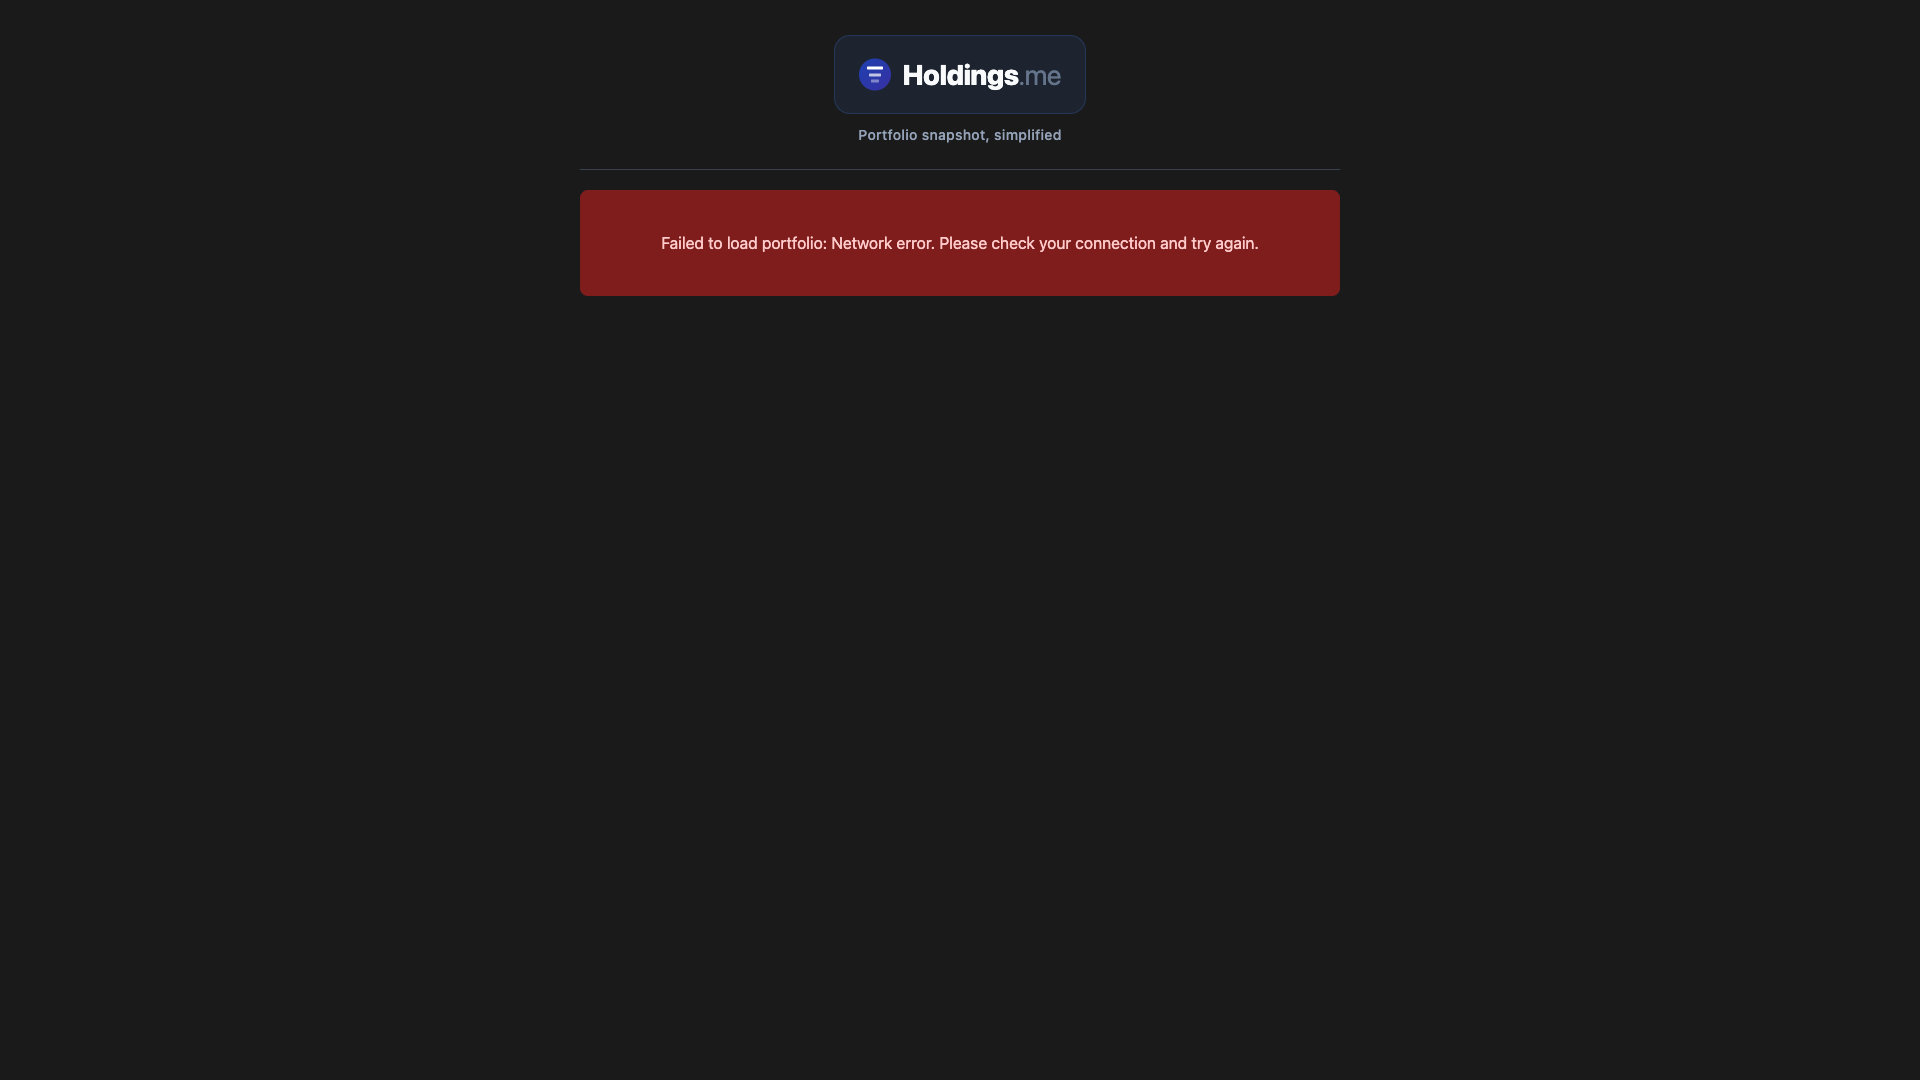 Holdings.me
Portfolio snapshot, simplified
Failed to load portfolio: Network error. Please check your connection and try again.